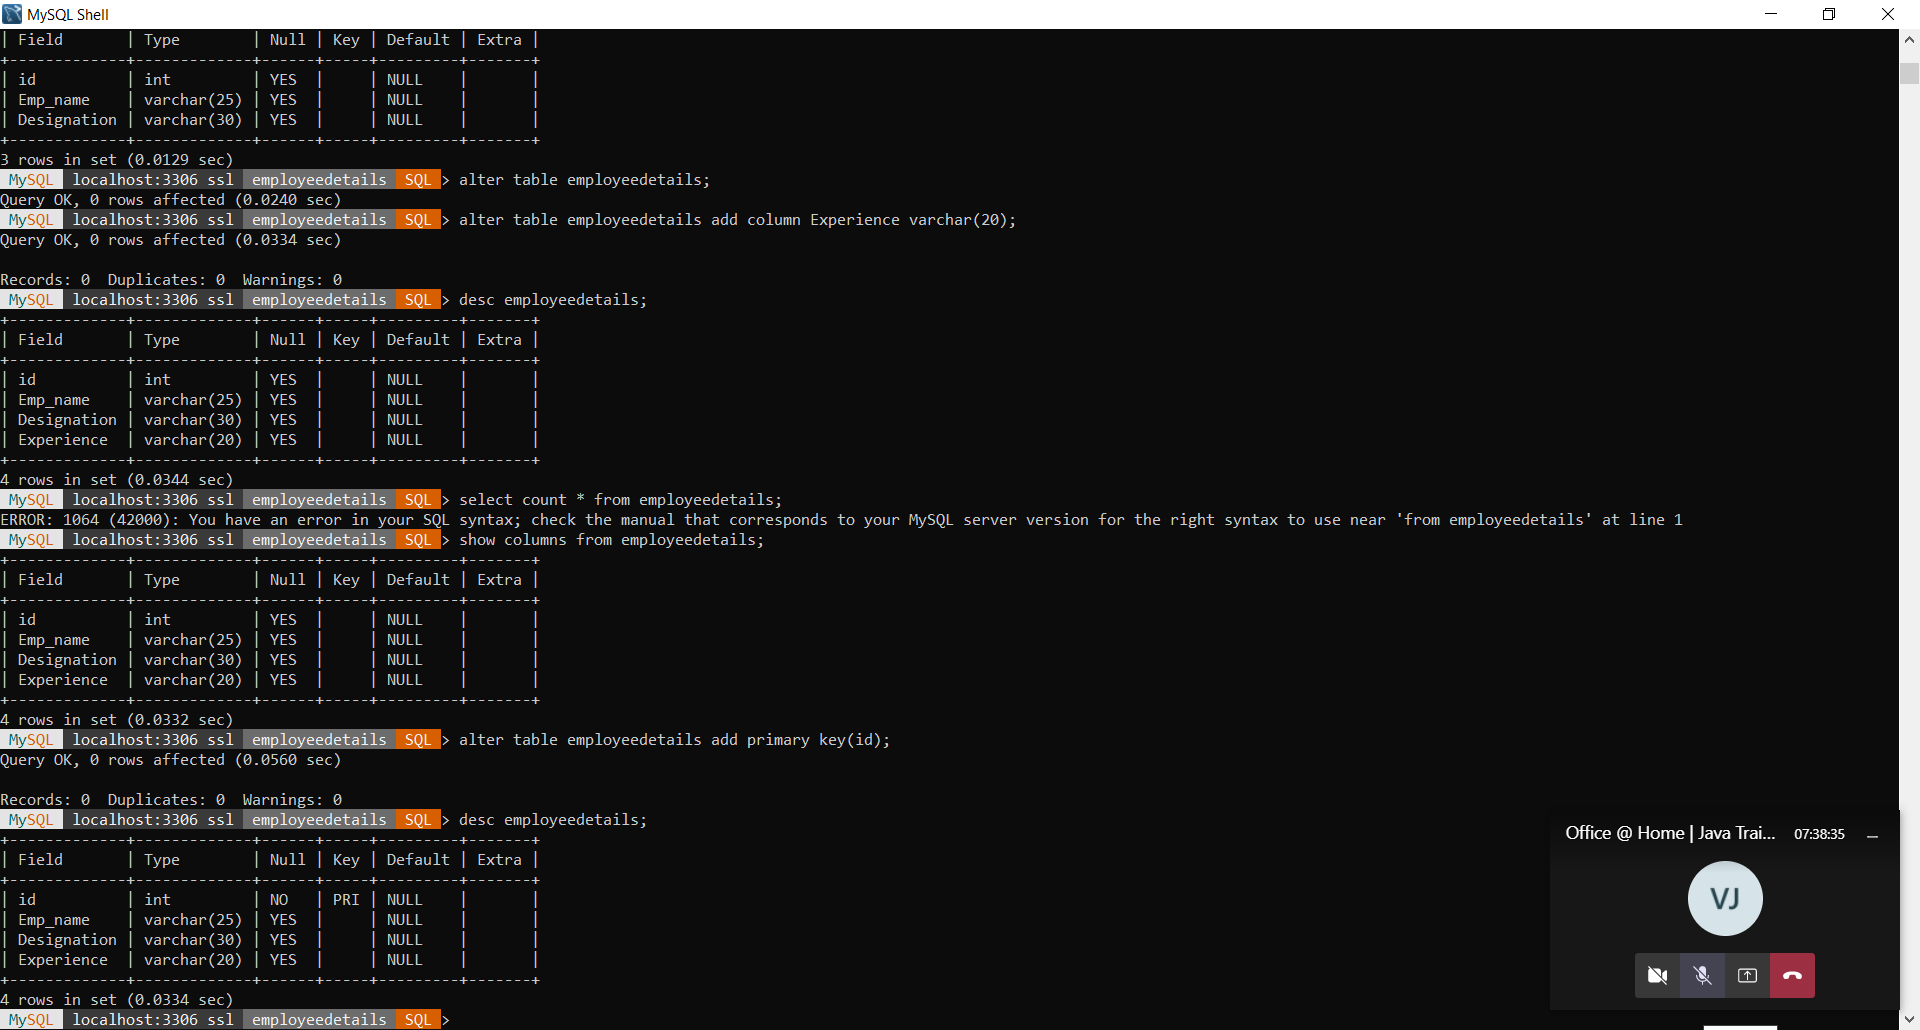 MySQL Shell
| Field       | Type        | Null | Key | Default | Extra |
+-------------+-------------+------+-----+---------+-------+
| id          | int         | YES  |     | NULL    |       |
| Emp_name    | varchar(25) | YES  |     | NULL    |       |
| Designation | varchar(30) | YES  |     | NULL    |       |
+-------------+-------------+------+-----+---------+-------+
3 rows in set (0.0129 sec)
MySQL localhost:3306 ssl employeedetails SQL > alter table employeedetails;
Query OK, 0 rows affected (0.0240 sec)
MySQL localhost:3306 ssl employeedetails SQL > alter table employeedetails add column Experience varchar(20);
Query OK, 0 rows affected (0.0334 sec)
Records: 0  Duplicates: 0  Warnings: 0
MySQL localhost:3306 ssl employeedetails SQL > desc employeedetails;
+-------------+-------------+------+-----+---------+-------+
| Field       | Type        | Null | Key | Default | Extra |
+-------------+-------------+------+-----+---------+-------+
| id          | int         | YES  |     | NULL    |       |
| Emp_name    | varchar(25) | YES  |     | NULL    |       |
| Designation | varchar(30) | YES  |     | NULL    |       |
| Experience  | varchar(20) | YES  |     | NULL    |       |
+-------------+-------------+------+-----+---------+-------+
4 rows in set (0.0344 sec)
MySQL localhost:3306 ssl employeedetails SQL > select count * from employeedetails;
ERROR: 1064 (42000): You have an error in your SQL syntax; check the manual that corresponds to your MySQL server version for the right syntax to use near 'from employeedetails' at line 1
MySQL localhost:3306 ssl employeedetails SQL > show columns from employeedetails;
+-------------+-------------+------+-----+---------+-------+
| Field       | Type        | Null | Key | Default | Extra |
+-------------+-------------+------+-----+---------+-------+
| id          | int         | YES  |     | NULL    |       |
| Emp_name    | varchar(25) | YES  |     | NULL    |       |
| Designation | varchar(30) | YES  |     | NULL    |       |
| Experience  | varchar(20) | YES  |     | NULL    |       |
+-------------+-------------+------+-----+---------+-------+
4 rows in set (0.0332 sec)
MySQL localhost:3306 ssl employeedetails SQL > alter table employeedetails add primary key(id);
Query OK, 0 rows affected (0.0560 sec)
Records: 0  Duplicates: 0  Warnings: 0
MySQL localhost:3306 ssl employeedetails SQL > desc employeedetails;
+-------------+-------------+------+-----+---------+-------+
| Field       | Type        | Null | Key | Default | Extra |
+-------------+-------------+------+-----+---------+-------+
| id          | int         | NO   | PRI | NULL    |       |
| Emp_name    | varchar(25) | YES  |     | NULL    |       |
| Designation | varchar(30) | YES  |     | NULL    |       |
| Experience  | varchar(20) | YES  |     | NULL    |       |
+-------------+-------------+------+-----+---------+-------+
4 rows in set (0.0334 sec)
MySQL localhost:3306 ssl employeedetails SQL >
Office @ Home | Java Trai... 07:38:35
VJ